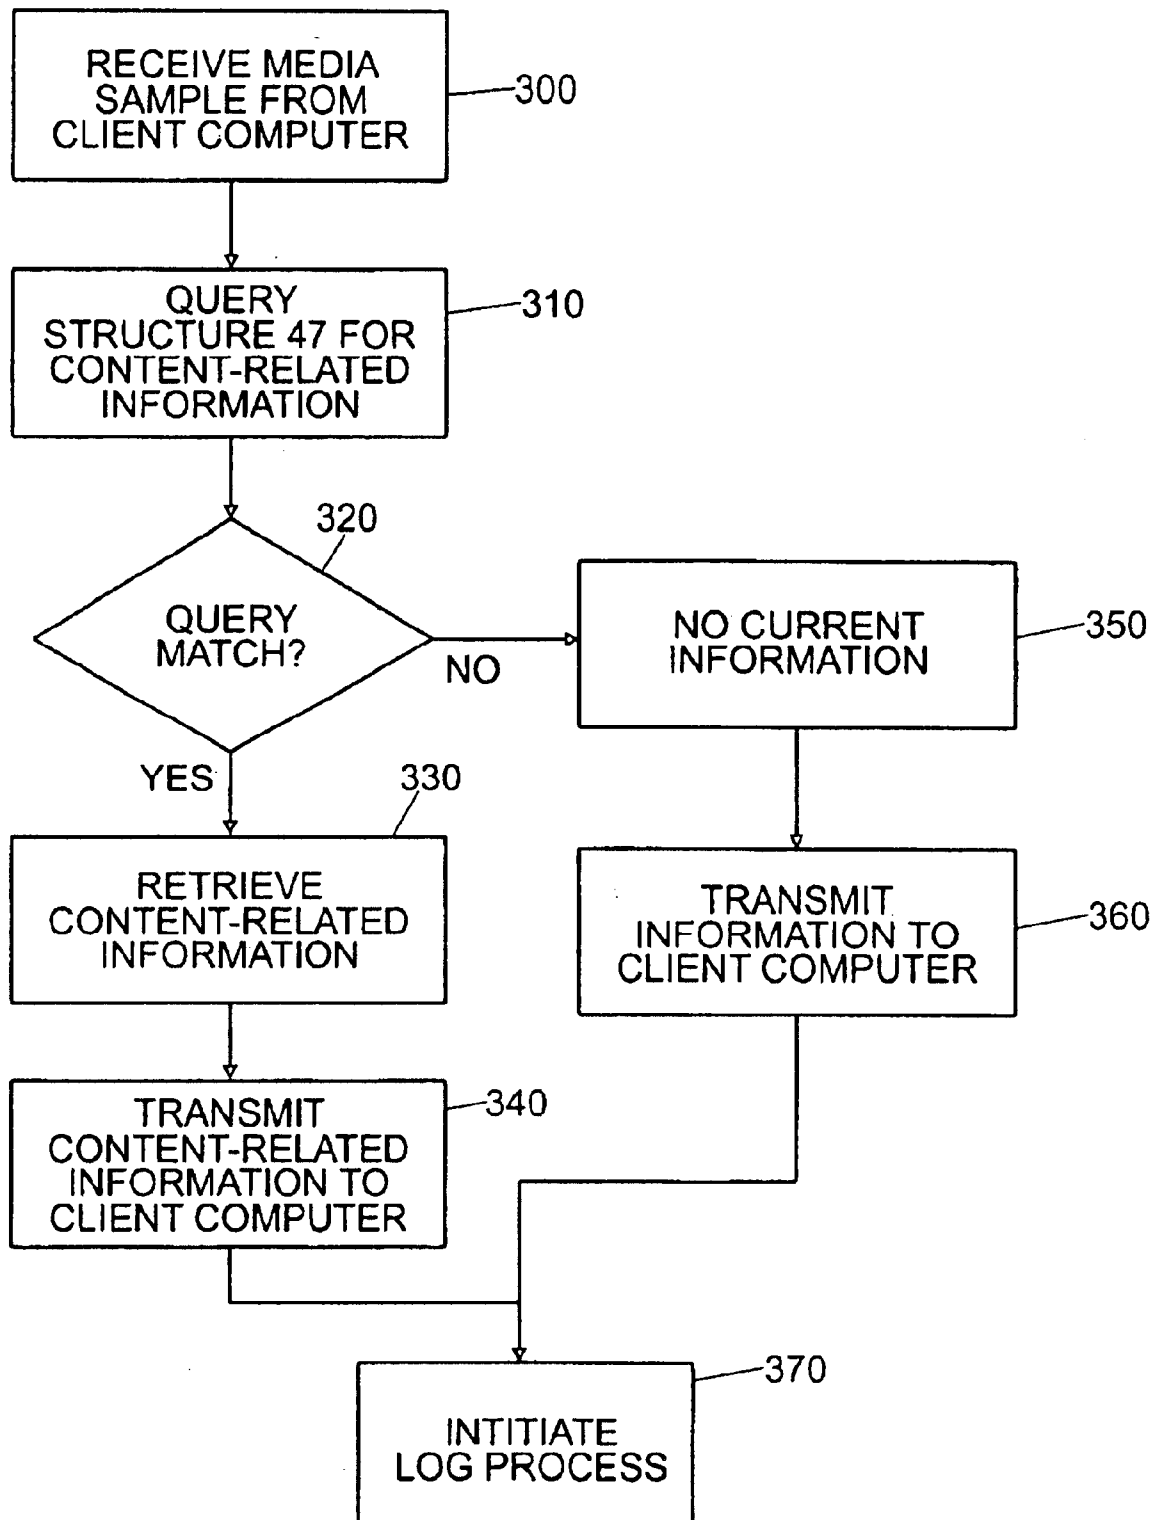 RECEIVE MEDIA
SAMPLE FROM
CLIENT COMPUTER
300
QUERY
STRUCTURE 47 FOR
CONTENT-RELATED
INFORMATION
310
320
QUERY
MATCH?
NO
NO CURRENT
INFORMATION
350
YES
330
RETRIEVE
CONTENT-RELATED
INFORMATION
TRANSMIT
INFORMATION TO
CLIENT COMPUTER
360
TRANSMIT
CONTENT-RELATED
INFORMATION TO
CLIENT COMPUTER
340
370
INTITIATE
LOG PROCESS